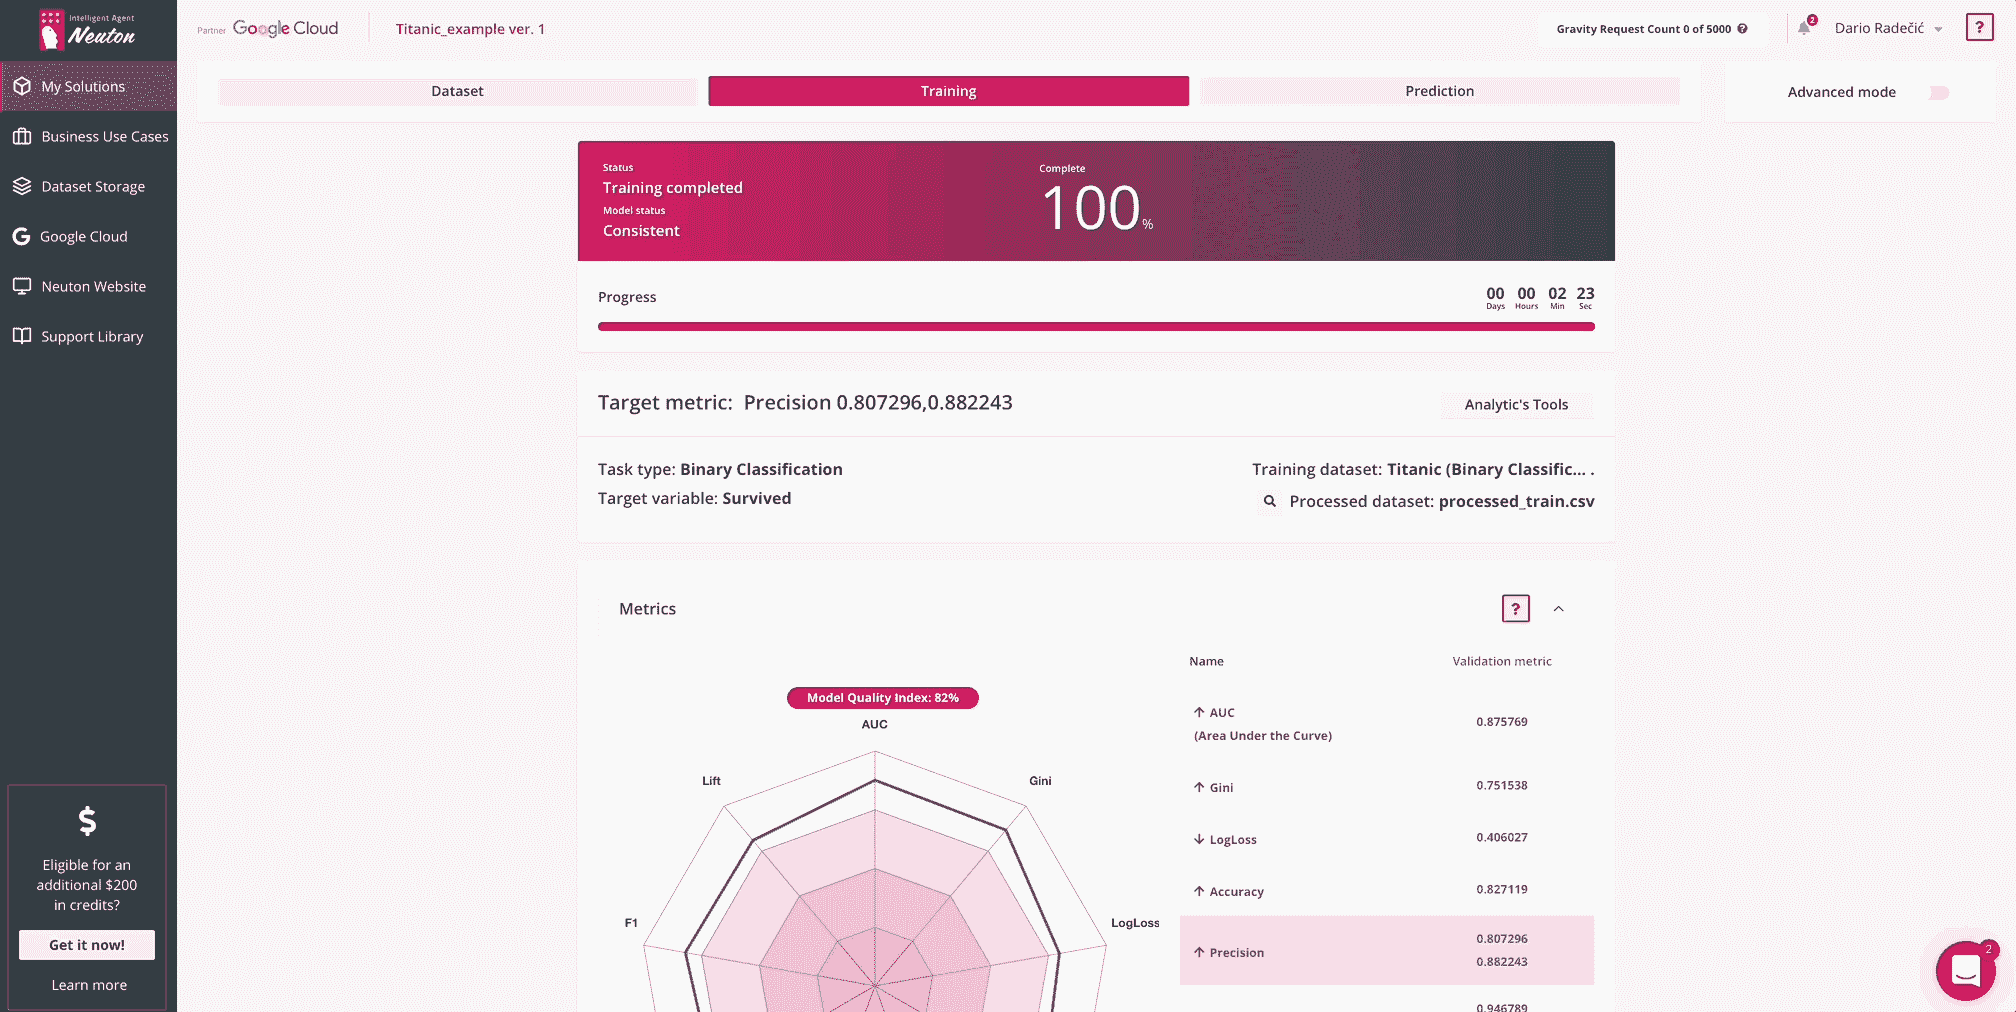 Intelligent Agent
Neuton
My Solutions
Business Use Cases
Dataset Storage
Google Cloud
Neuton Website
Support Library
$
Eligible for an
additional $200
in credits?
Get it now!
Learn more
Partner Google Cloud
Titanic_example ver. 1
Gravity Request Count 0 of 5000 ?
2
Dario Radečić
?
Dataset
Training
Prediction
Advanced mode
Status
Training completed
Model status
Consistent
Complete
100%
Progress
00 00 02 23
Days Hours Min Sec
Target metric: Precision 0.807296,0.882243
Analytic's Tools
Task type: Binary Classification
Target variable: Survived
Training dataset: Titanic (Binary Classific... .
Processed dataset: processed_train.csv
Metrics
?
Model Quality Index: 82%
AUC
Lift
Gini
F1
LogLoss
Name Validation metric
↑ AUC
(Area Under the Curve)
0.875769
↑ Gini 0.751538
↓ LogLoss 0.406027
↑ Accuracy 0.827119
↑ Precision
0.807296
0.882243
0.946789
2